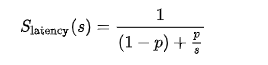 S_latency(s) = 1 / ((1 − p) + p/s)